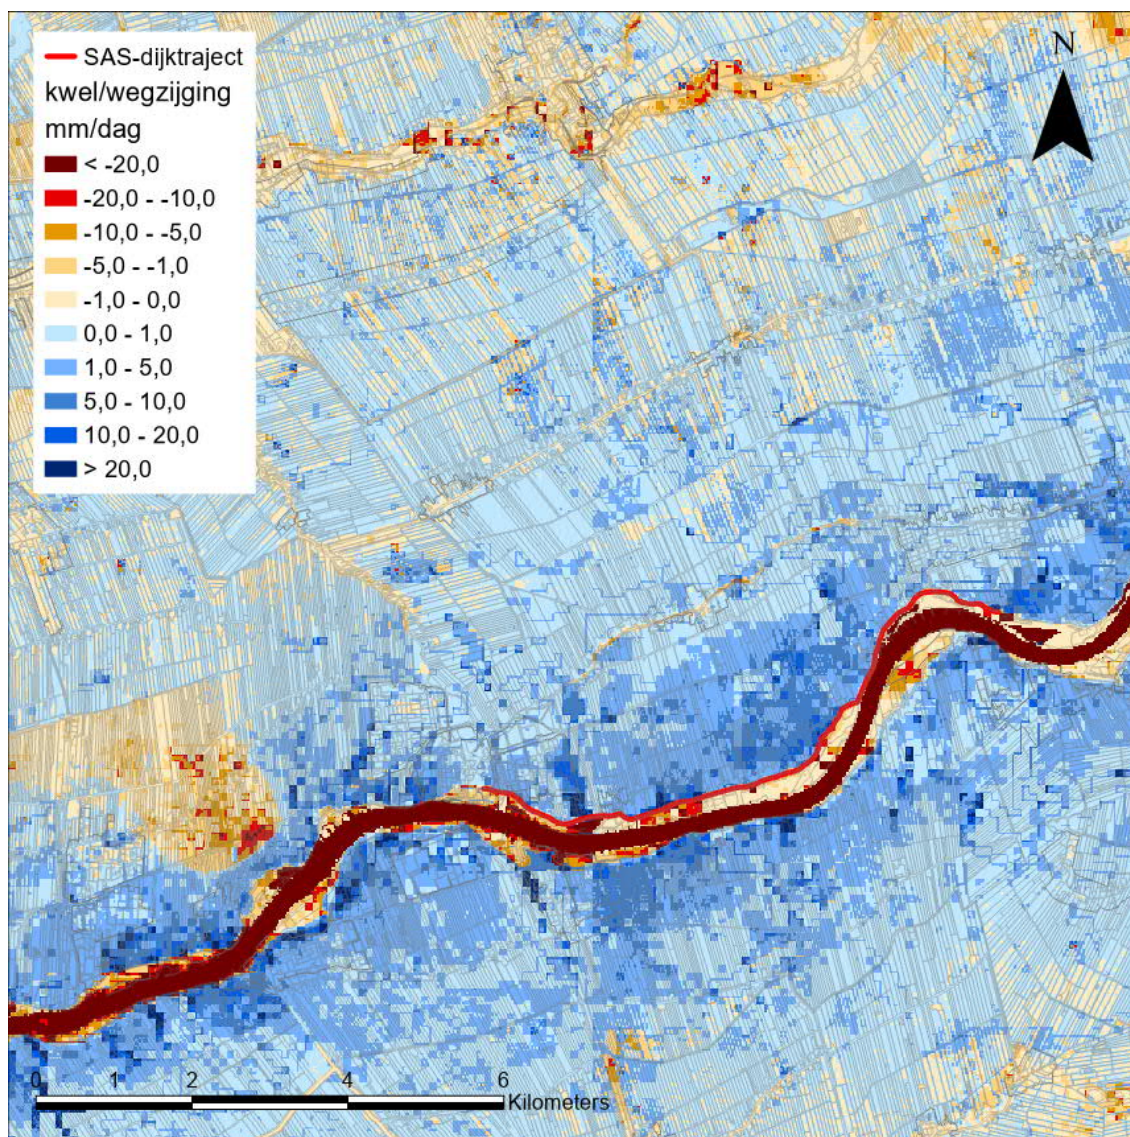 SAS-dijktraject
kwel/wegzijging
mm/dag
< -20,0
-20,0 - -10,0
-10,0 - -5,0
-5,0 - -1,0
-1,0 - 0,0
0,0 - 1,0
1,0 - 5,0
5,0 - 10,0
10,0 - 20,0
> 20,0
N
0 1 2 4 6
Kilometers